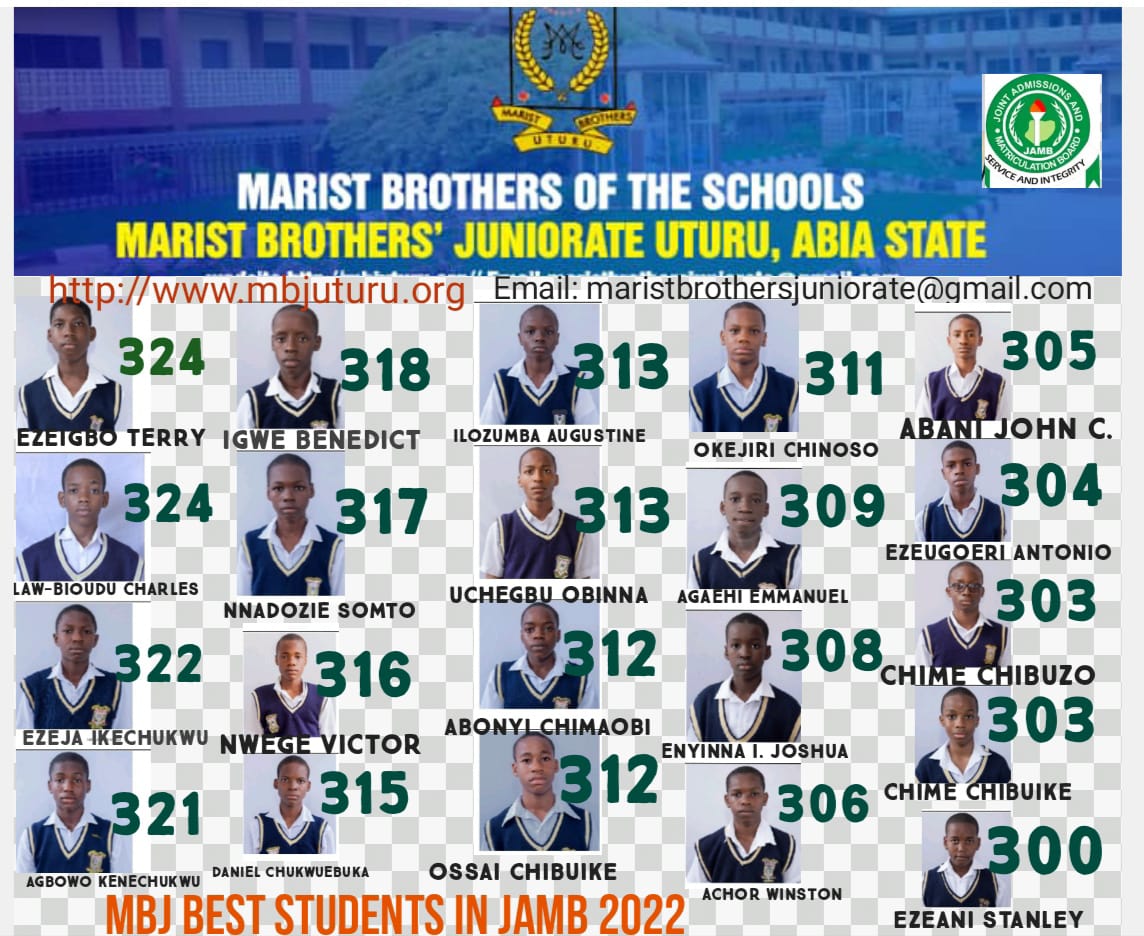 MARIST BROTHERS
UTURU
JOINT ADMISSIONS AND
MATRICULATION BOARD
JAMB
SERVICE AND INTEGRITY
MARIST BROTHERS OF THE SCHOOLS
MARIST BROTHERS’ JUNIORATE UTURU, ABIA STATE
http://www.mbjuturu.org Email: maristbrothersjuniorate@gmail.com
324
EZEIGBO TERRY
324
LAW-BIOUDU CHARLES
322
EZEJA IKECHUKWU
321
AGBOWO KENECHUKWU
318
IGWE BENEDICT
317
NNADOZIE SOMTO
316
NWEGE VICTOR
315
DANIEL CHUKWUEBUKA
313
ILOZUMBA AUGUSTINE
313
UCHEGBU OBINNA
312
ABONYI CHIMAOBI
312
OSSAI CHIBUIKE
311
OKEJIRI CHINOSO
309
AGAEHI EMMANUEL
308
ENYINNA I. JOSHUA
306
ACHOR WINSTON
305
ABANI JOHN C.
304
EZEUGOERI ANTONIO
303
CHIME CHIBUZO
303
CHIME CHIBUIKE
300
EZEANI STANLEY
MBJ BEST STUDENTS IN JAMB 2022